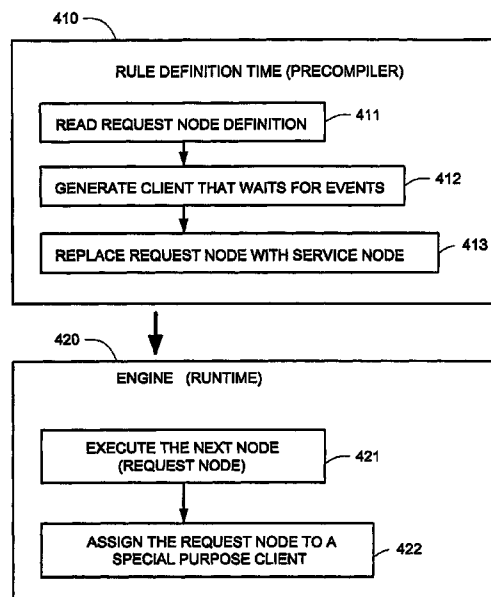 410
RULE DEFINITION TIME (PRECOMPILER)
READ REQUEST NODE DEFINITION
411
GENERATE CLIENT THAT WAITS FOR EVENTS
412
REPLACE REQUEST NODE WITH SERVICE NODE
413
420
ENGINE (RUNTIME)
EXECUTE THE NEXT NODE
(REQUEST NODE)
421
ASSIGN THE REQUEST NODE TO A
SPECIAL PURPOSE CLIENT
422